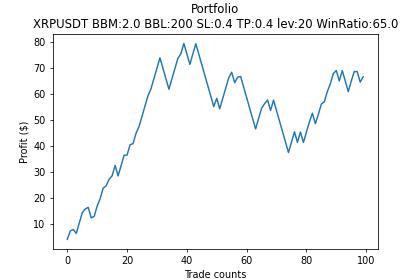 Portfolio
XRPUSDT BBM:2.0 BBL:200 SL:0.4 TP:0.4 lev:20 WinRatio:65.0
80
70
60
50
40
30
20
10
Profit ($)
0 20 40 60 80 100
Trade counts